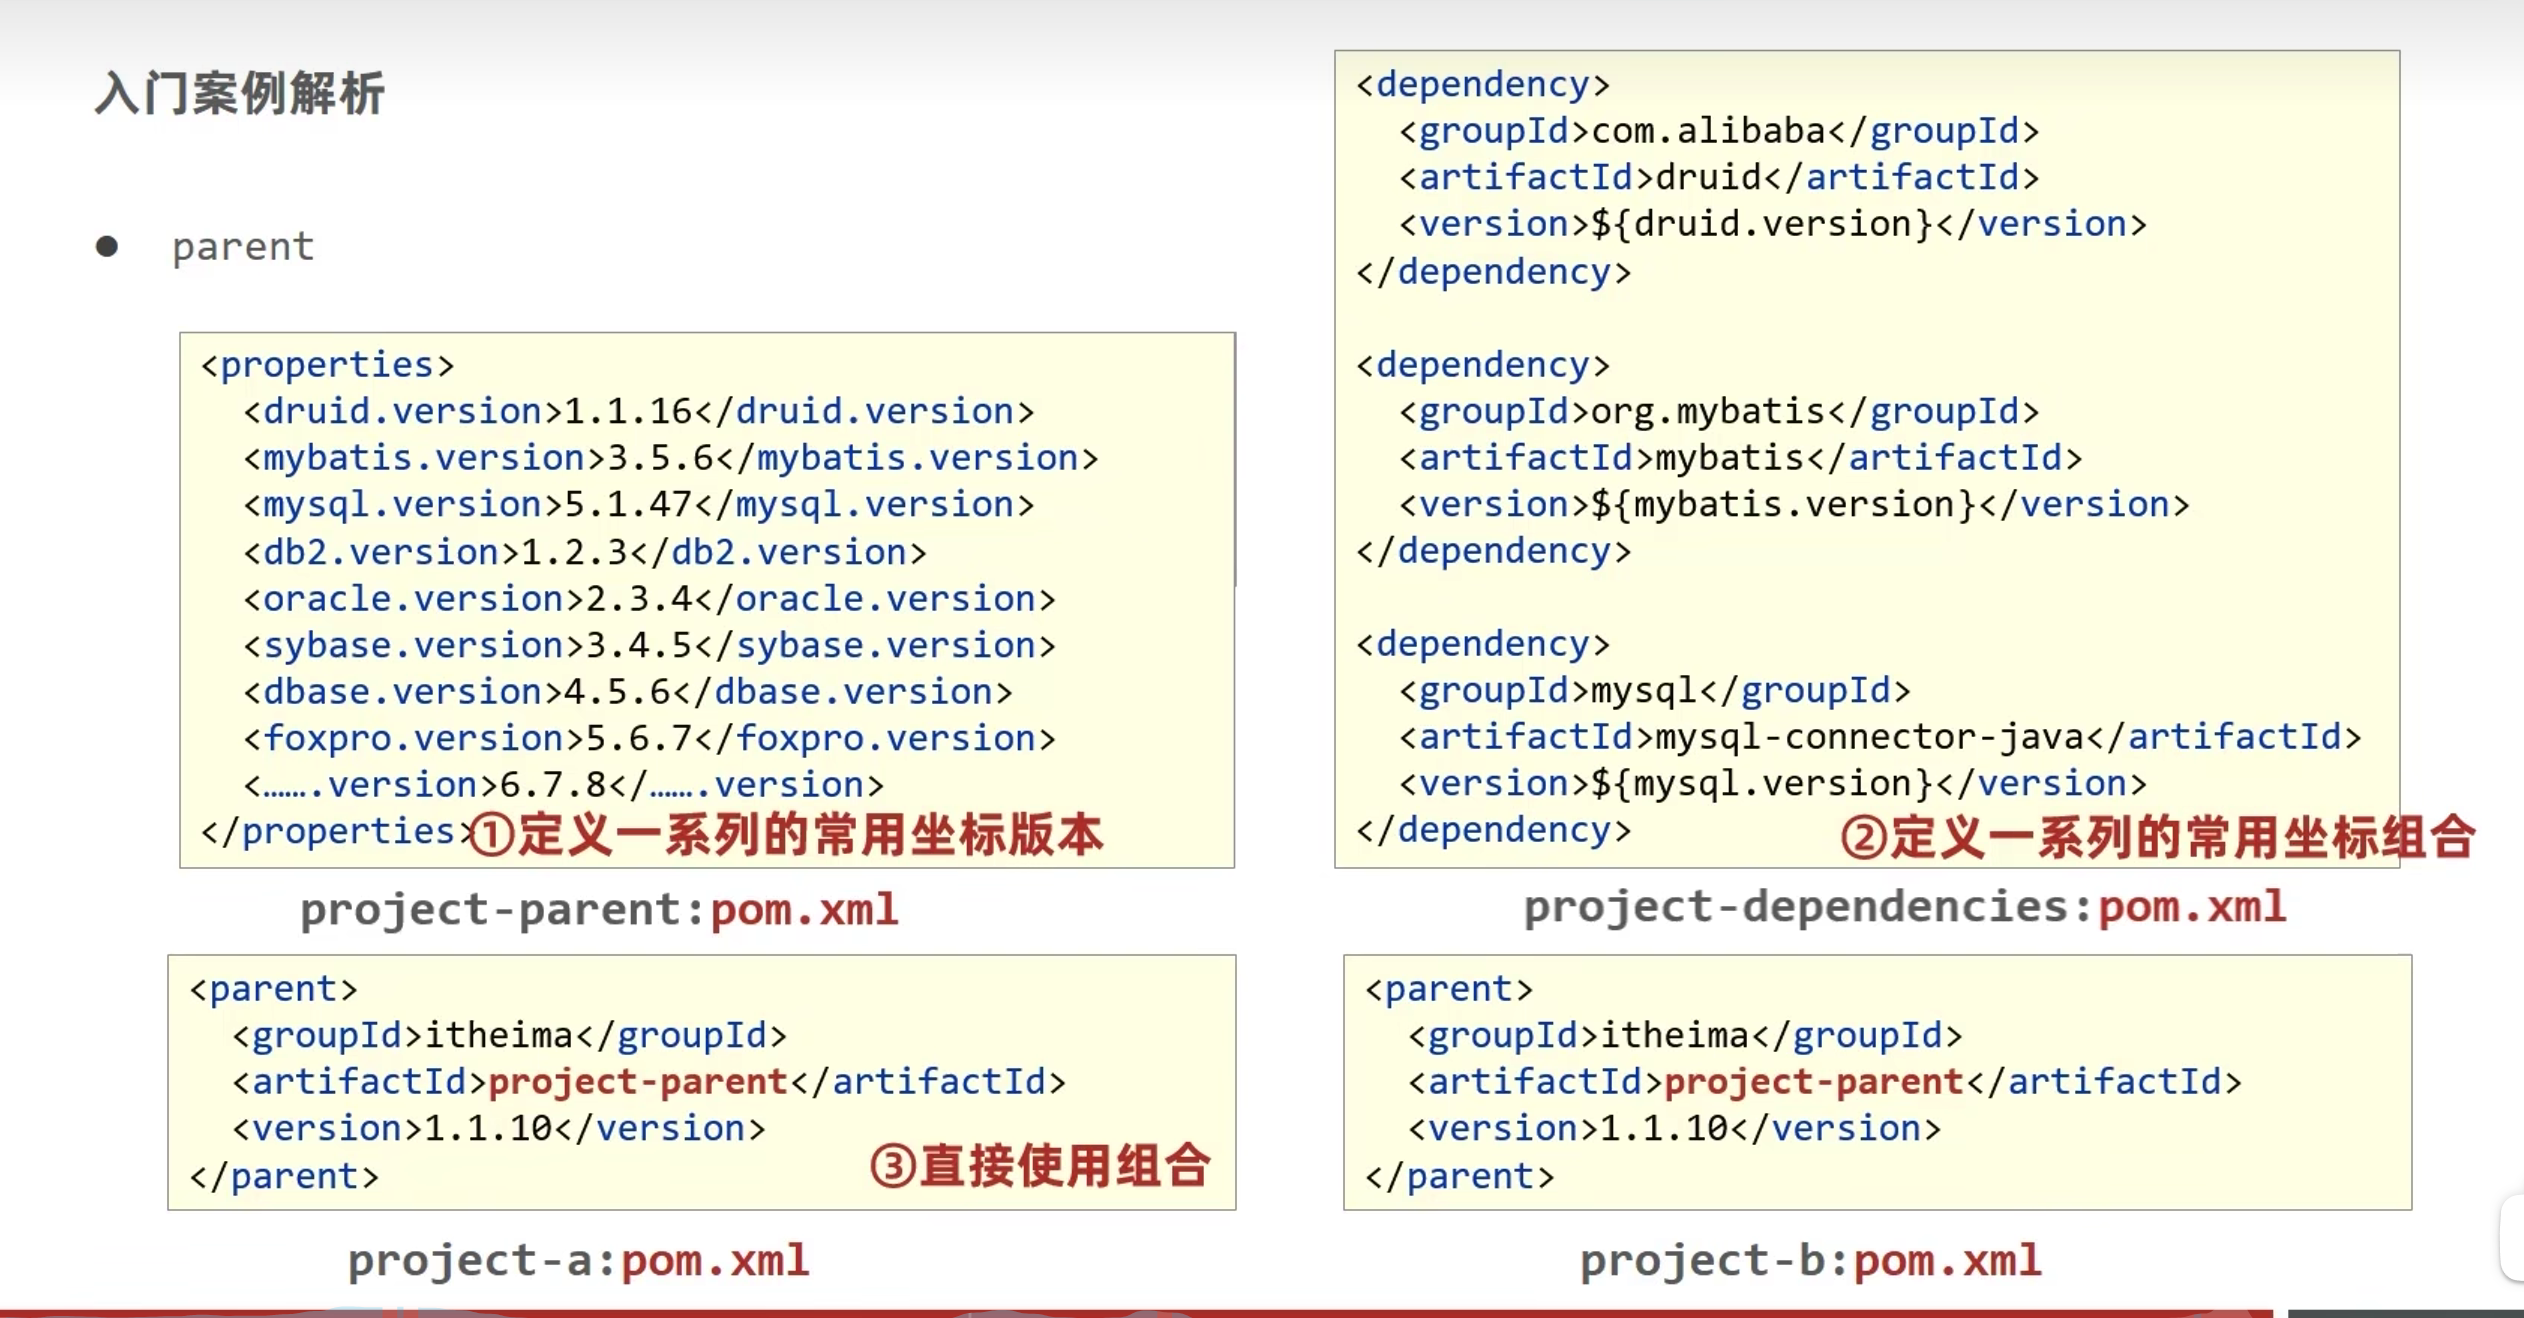 入门案例解析
● parent
<properties>
  <druid.version>1.1.16</druid.version>
  <mybatis.version>3.5.6</mybatis.version>
  <mysql.version>5.1.47</mysql.version>
  <db2.version>1.2.3</db2.version>
  <oracle.version>2.3.4</oracle.version>
  <sybase.version>3.4.5</sybase.version>
  <dbase.version>4.5.6</dbase.version>
  <foxpro.version>5.6.7</foxpro.version>
  <…….version>6.7.8</…….version>
</properties>
①定义一系列的常用坐标版本
project-parent:pom.xml
<dependency>
  <groupId>com.alibaba</groupId>
  <artifactId>druid</artifactId>
  <version>${druid.version}</version>
</dependency>
<dependency>
  <groupId>org.mybatis</groupId>
  <artifactId>mybatis</artifactId>
  <version>${mybatis.version}</version>
</dependency>
<dependency>
  <groupId>mysql</groupId>
  <artifactId>mysql-connector-java</artifactId>
  <version>${mysql.version}</version>
</dependency>
②定义一系列的常用坐标组合
project-dependencies:pom.xml
<parent>
  <groupId>itheima</groupId>
  <artifactId>project-parent</artifactId>
  <version>1.1.10</version>
</parent>
③直接使用组合
project-a:pom.xml
<parent>
  <groupId>itheima</groupId>
  <artifactId>project-parent</artifactId>
  <version>1.1.10</version>
</parent>
project-b:pom.xml